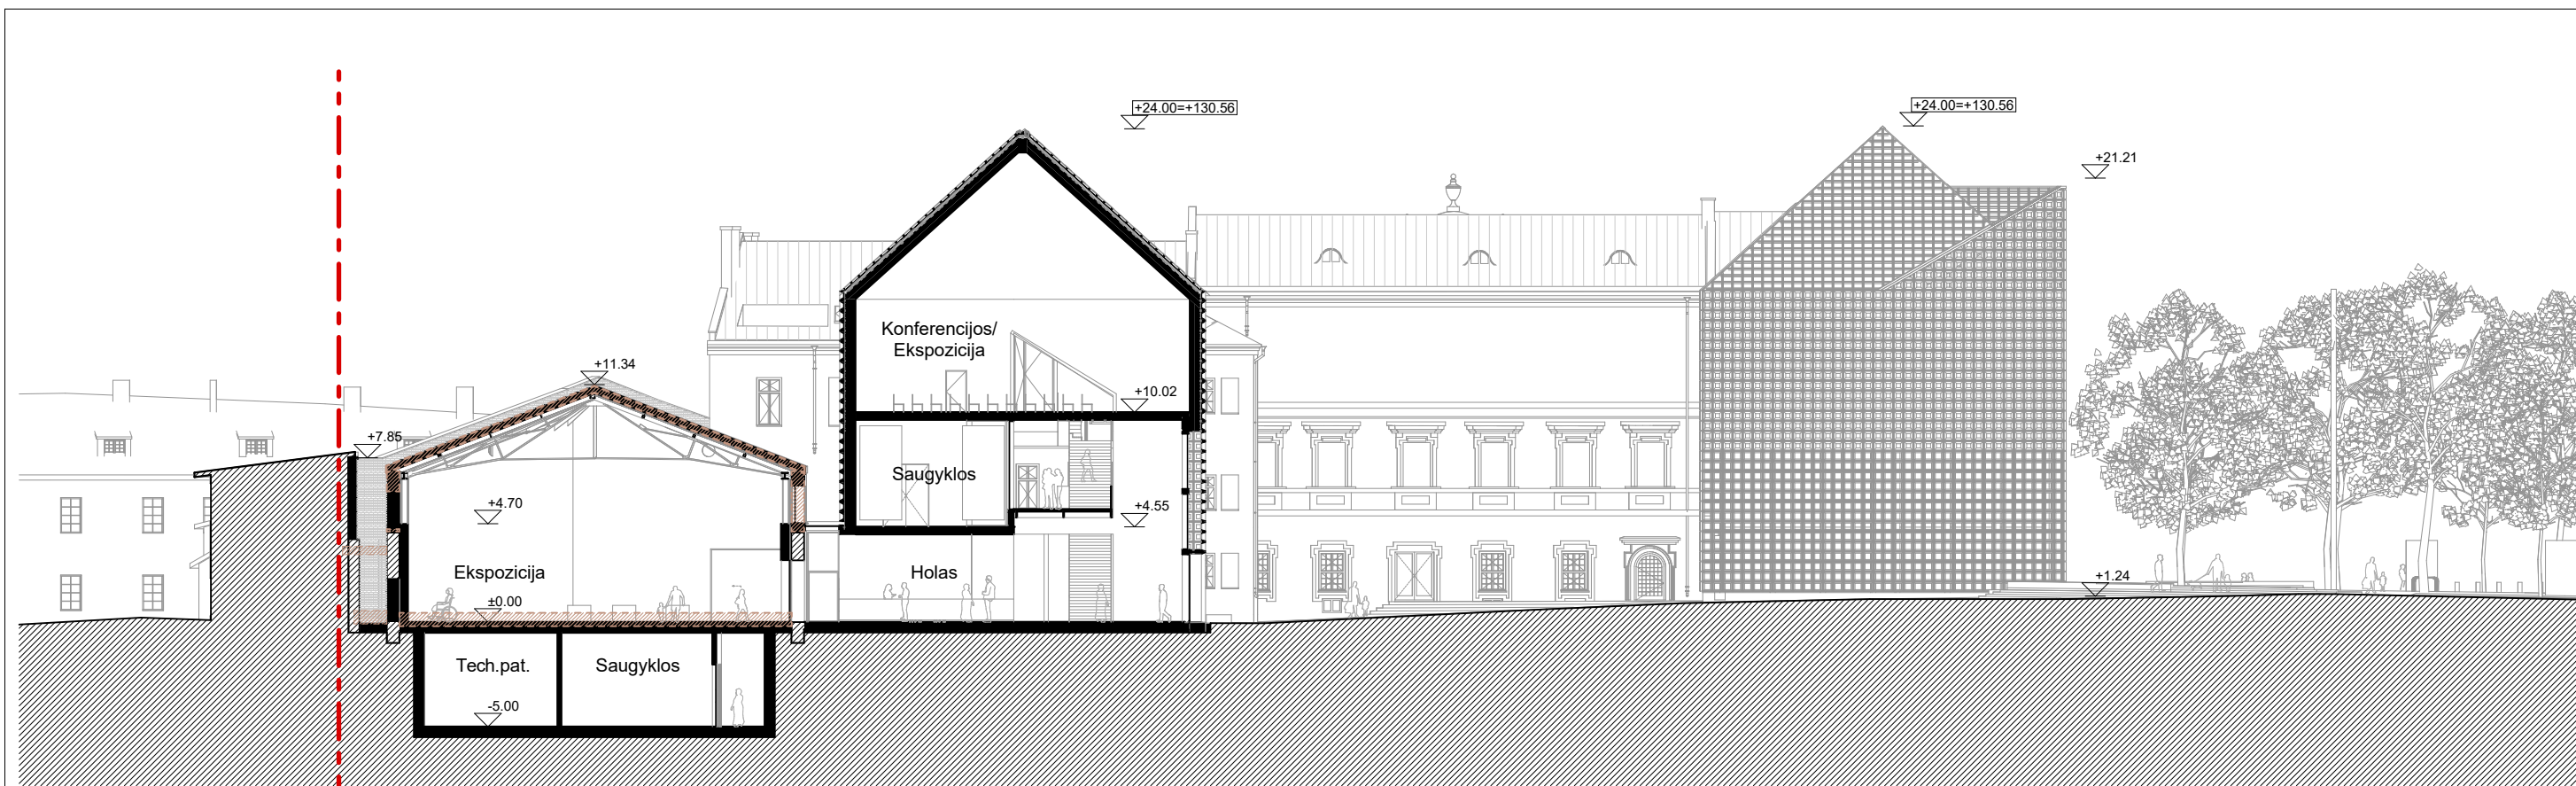 +24.00=+130.56
+24.00=+130.56
+21.21
Konferencijos/
Ekspozicija
+11.34
+10.02
+7.85
Saugyklos
+4.70
+4.55
Ekspozicija
Holas
±0.00
+1.24
Tech.pat.
Saugyklos
-5.00